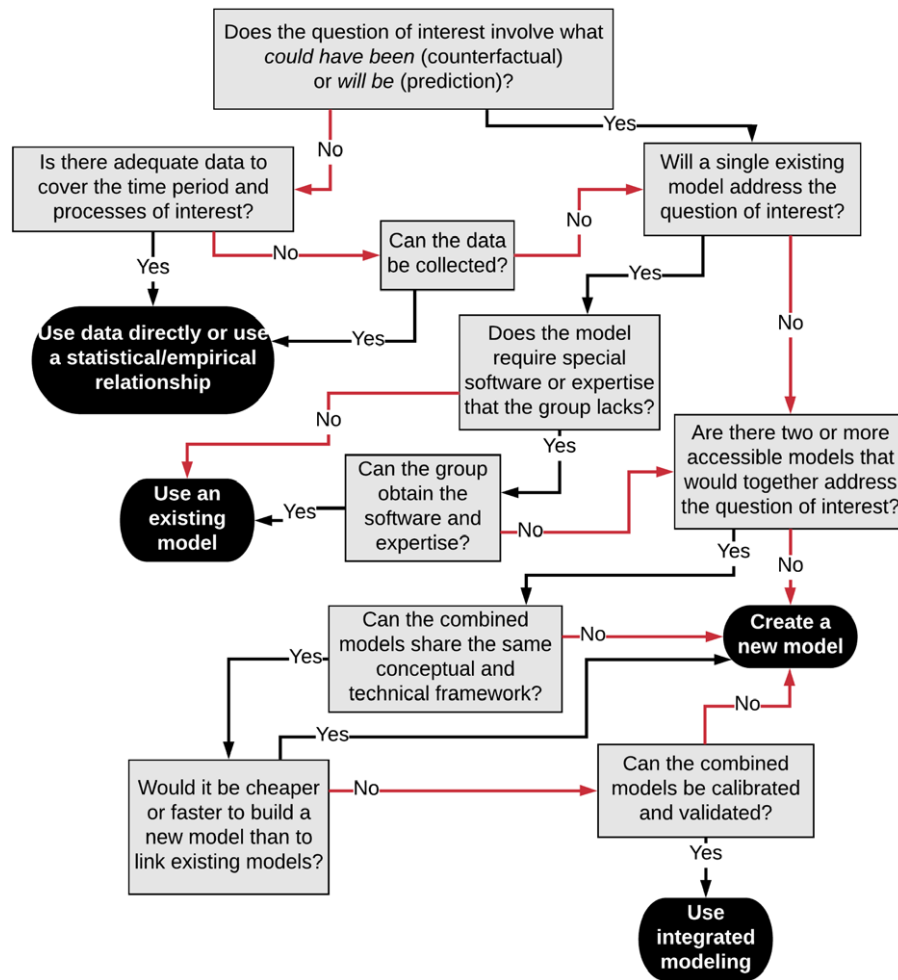 Does the question of interest involve what
could have been (counterfactual)
or will be (prediction)?
Yes
No
Is there adequate data to
cover the time period and
processes of interest?
Will a single existing
model address the
question of interest?
No
No
Can the data
be collected?
Yes
Yes
No
Yes
Use data directly or use
a statistical/empirical
relationship
Does the model
require special
software or expertise
that the group lacks?
No
Yes
Are there two or more
accessible models that
would together address
the question of interest?
Can the group
obtain the
software and
expertise?
Yes
Use an
existing
model
No
Yes
No
Can the combined
models share the same
conceptual and
technical framework?
No
Create a
new model
Yes
Yes
No
Would it be cheaper
or faster to build a
new model than to
link existing models?
No
Can the combined
models be calibrated
and validated?
Yes
Use
integrated
modeling